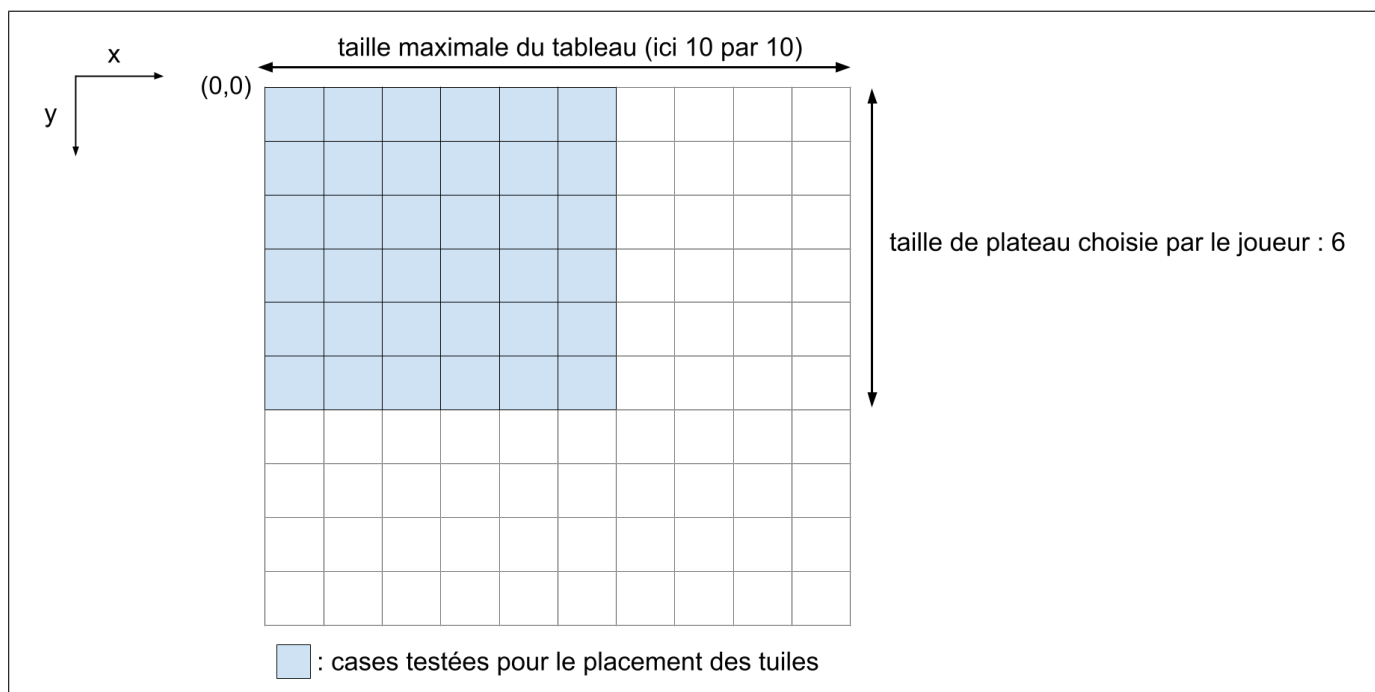 taille maximale du tableau (ici 10 par 10)
x
(0,0)
y
taille de plateau choisie par le joueur : 6
: cases testées pour le placement des tuiles